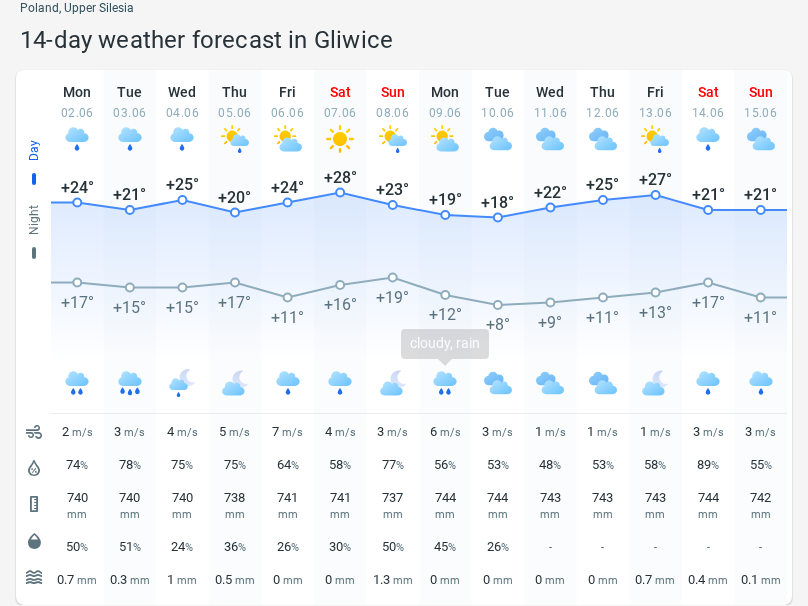 Poland, Upper Silesia
14-day weather forecast in Gliwice
Mon Tue Wed Thu Fri Sat Sun Mon Tue Wed Thu Fri Sat Sun
02.06 03.06 04.06 05.06 06.06 07.06 08.06 09.06 10.06 11.06 12.06 13.06 14.06 15.06
Day
+24° +21° +25° +20° +24° +28° +23° +19° +18° +22° +25° +27° +21° +21°
Night
+17° +15° +15° +17° +11° +16° +19° +12° +8° +9° +11° +13° +17° +11°
cloudy, rain
2 m/s 3 m/s 4 m/s 5 m/s 7 m/s 4 m/s 3 m/s 6 m/s 3 m/s 1 m/s 1 m/s 1 m/s 3 m/s 3 m/s
74% 78% 75% 75% 64% 58% 77% 56% 53% 48% 53% 58% 89% 55%
740 740 740 738 741 741 737 744 744 743 743 743 744 742
mm mm mm mm mm mm mm mm mm mm mm mm mm mm
50% 51% 24% 36% 26% 30% 50% 45% 26% - - - - -
0.7 mm 0.3 mm 1 mm 0.5 mm 0 mm 0 mm 1.3 mm 0 mm 0 mm 0 mm 0 mm 0.7 mm 0.4 mm 0.1 mm